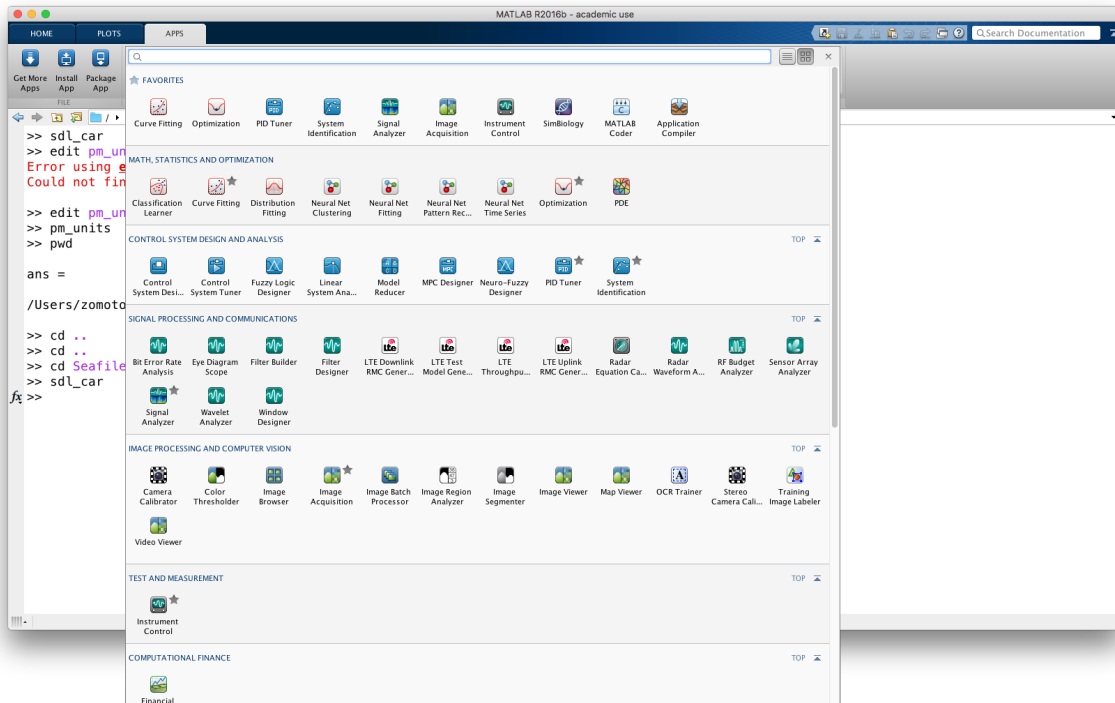 MATLAB R2016b - academic use
HOME PLOTS APPS
Search Documentation
Get More Apps
Install App
Package App
FILE
/
FAVORITES
Curve Fitting
Optimization
PID Tuner
System Identification
Signal Analyzer
Image Acquisition
Instrument Control
SimBiology
MATLAB Coder
Application Compiler
MATH, STATISTICS AND OPTIMIZATION
Classification Learner
Curve Fitting
Distribution Fitting
Neural Net Clustering
Neural Net Fitting
Neural Net Pattern Rec...
Neural Net Time Series
Optimization
PDE
CONTROL SYSTEM DESIGN AND ANALYSIS TOP
Control System Desi...
Control System Tuner
Fuzzy Logic Designer
Linear System Ana...
Model Reducer
MPC Designer
Neuro-Fuzzy Designer
PID Tuner
System Identification
SIGNAL PROCESSING AND COMMUNICATIONS TOP
Bit Error Rate Analysis
Eye Diagram Scope
Filter Builder
Filter Designer
LTE Downlink RMC Gener...
LTE Test Model Gene...
LTE Throughpu...
LTE Uplink RMC Gener...
Radar Equation Ca...
Radar Waveform A...
RF Budget Analyzer
Sensor Array Analyzer
Signal Analyzer
Wavelet Analyzer
Window Designer
IMAGE PROCESSING AND COMPUTER VISION TOP
Camera Calibrator
Color Thresholder
Image Browser
Image Acquisition
Image Batch Processor
Image Region Analyzer
Image Segmenter
Image Viewer
Map Viewer
OCR Trainer
Stereo Camera Cali...
Training Image Labeler
Video Viewer
TEST AND MEASUREMENT TOP
Instrument Control
COMPUTATIONAL FINANCE TOP
Financial
>> sdl_car
>> edit pm_un
Error using e
Could not fin
>> edit pm_un
>> pm_units
>> pwd
ans =
/Users/zomoto
>> cd ..
>> cd ..
>> cd Seafile
>> sdl_car
fx >>